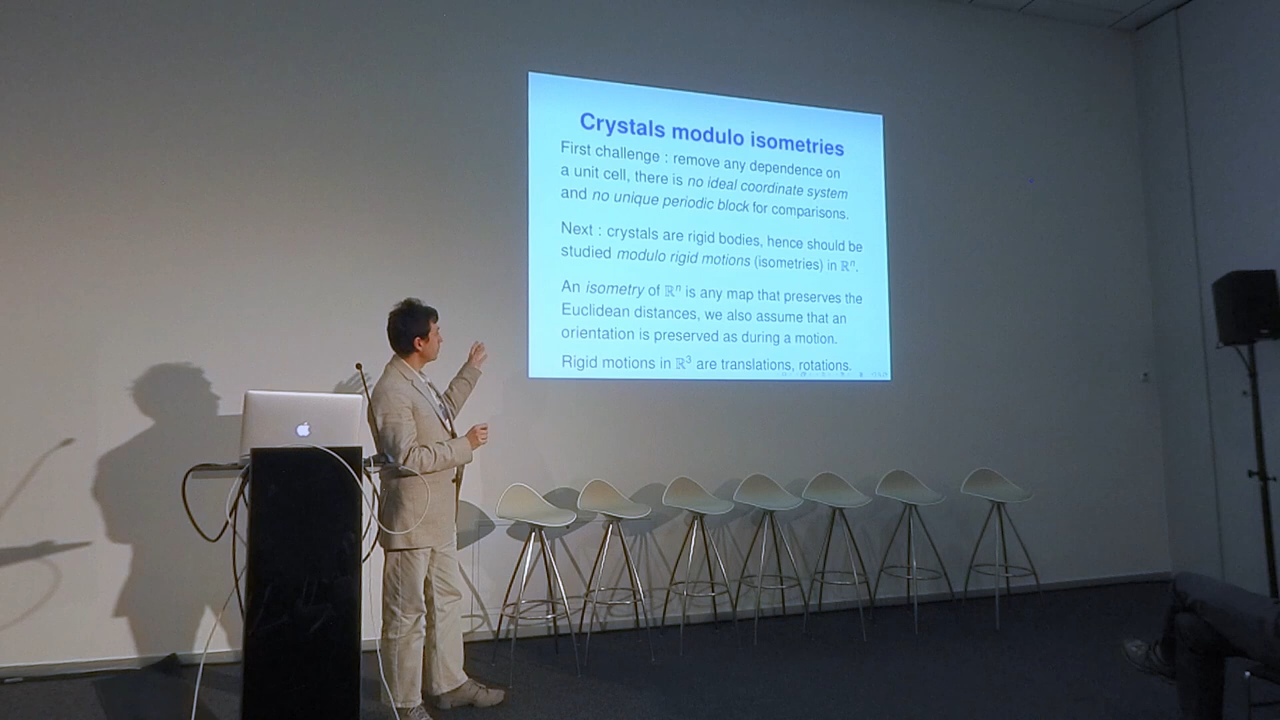 Crystals modulo isometries
First challenge : remove any dependence on
a unit cell, there is no ideal coordinate system
and no unique periodic block for comparisons.
Next : crystals are rigid bodies, hence should be
studied modulo rigid motions (isometries) in ℝⁿ.
An isometry of ℝⁿ is any map that preserves the
Euclidean distances, we also assume that an
orientation is preserved as during a motion.
Rigid motions in ℝ³ are translations, rotations.